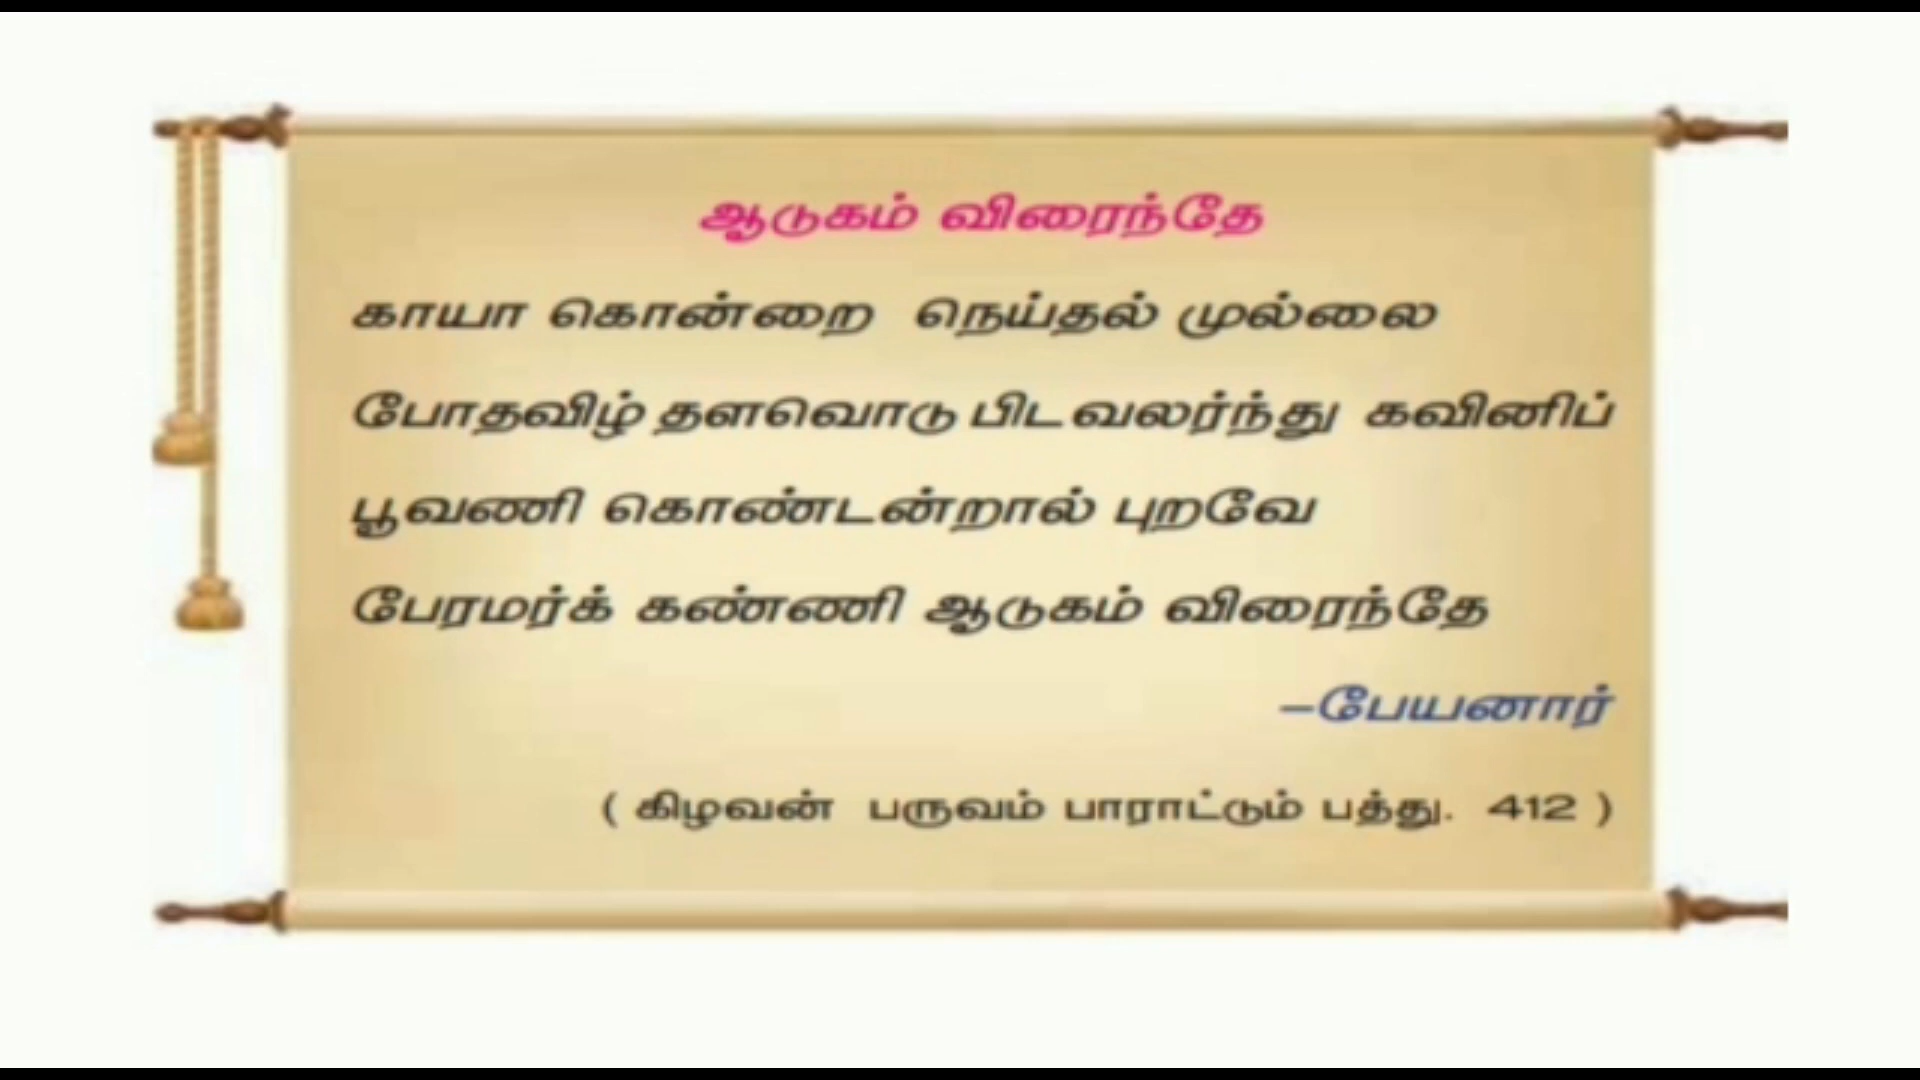 ஆடுகம் விரைந்தே
காயா கொன்றை நெய்தல் முல்லை
போதவிழ் தளவொடு பிடவலர்ந்து கவினிப்
பூவணி கொண்டன்றால் புறவே
பேரமர்க் கண்ணி ஆடுகம் விரைந்தே
–பேயனார்
( கிழவன் பருவம் பாராட்டும் பத்து. 412 )